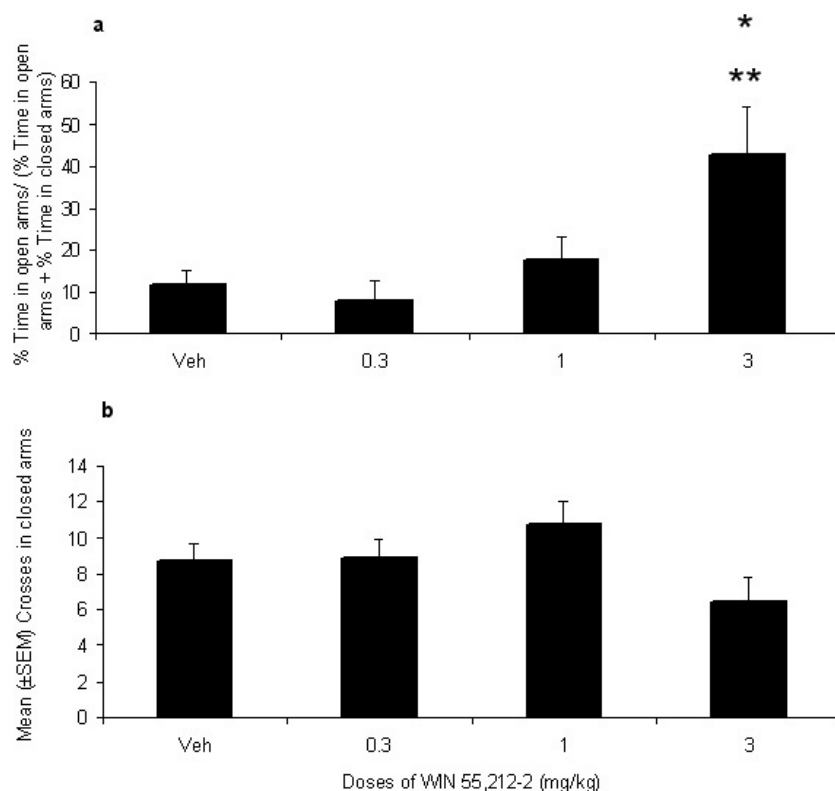 a
*
**
% Time in open arms/ (% Time in open
arms + % Time in closed arms)
60
50
40
30
20
10
0
Veh 0.3 1 3
b
Mean (±SEM) Crosses in closed arms
14
12
10
8
6
4
2
0
Veh 0.3 1 3
Doses of WIN 55,212-2 (mg/kg)